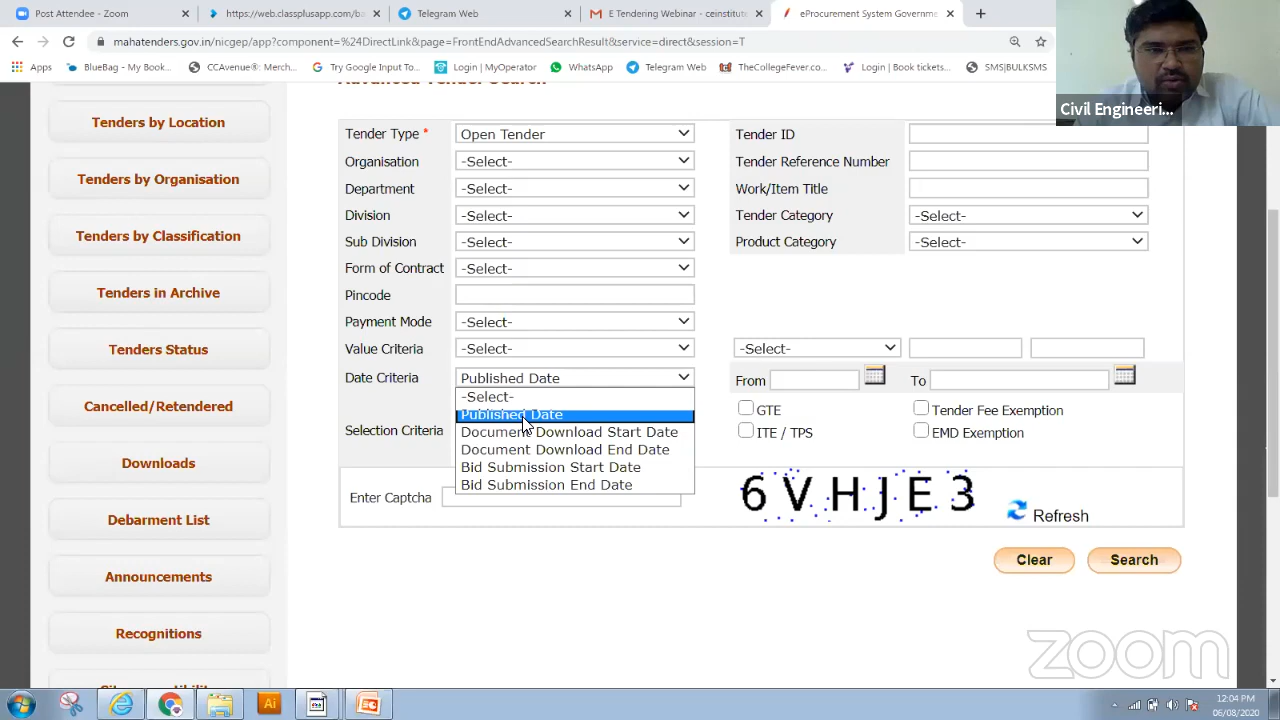 Start Meeting - Zoom
web.classplusapp.com/ba
Telegram Web
E Tendering Webinar - ceinstitute
eProcurement System Governme
mahatenders.gov.in/nicgep/app?component=%24DirectLink&page=FrontEndAdvancedSearchResult&service=direct&session=T
Apps
BlueBag - My Book...
CCAvenue®: Merch...
Try Google Input To...
Login | MyOperator
WhatsApp
Telegram Web
TheCollegeFever.co...
Login | Book tickets...
SMS|BULKSMS
Civil Engineeri...
Advanced Tender Search
Tenders by Location
Tenders by Organisation
Tenders by Classification
Tenders in Archive
Tenders Status
Cancelled/Retendered
Downloads
Debarment List
Announcements
Recognitions
Tender Type * Open Tender
Tender ID
Organisation -Select-
Tender Reference Number
Department -Select-
Work/Item Title
Division -Select-
Tender Category -Select-
Sub Division -Select-
Product Category -Select-
Form of Contract -Select-
Pincode
Payment Mode -Select-
Value Criteria -Select- -Select-
Date Criteria Published Date
From To
-Select-
Published Date
Document Download Start Date
Document Download End Date
Bid Submission Start Date
Bid Submission End Date
Selection Criteria
GTE
Tender Fee Exemption
ITE / TPS
EMD Exemption
Enter Captcha
6VHJE3
Refresh
Clear
Search
zoom
12:04 PM
06/08/2020